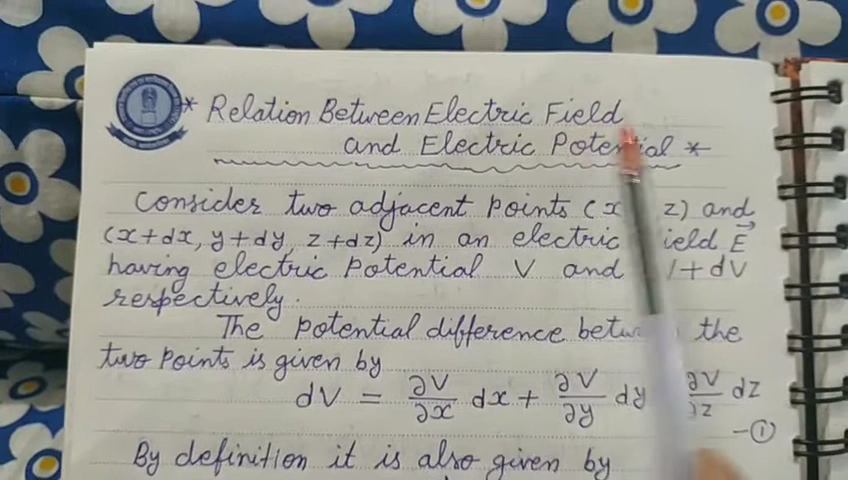 * Relation Between Electric Field
and Electric Potential *
Consider two adjacent points (x z) and
(x+dx, y+dy, z+dz) in an electric ield E⃗
having electric potential V and V+dV
respectively.
The potential difference betw the
two points is given by
dV = ∂V/∂x dx + ∂V/∂y dy ∂V/∂z dz
-①
By definition it is also given by